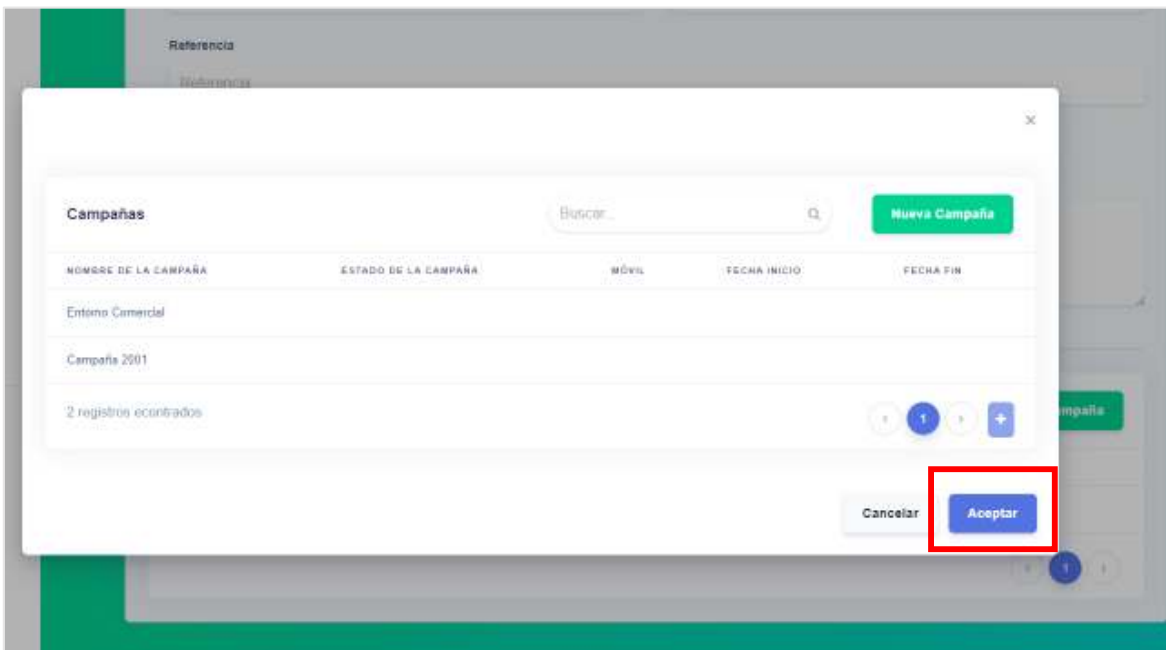 Referencia
Referencia
×
Campañas Buscar... Nueva Campaña
NOMBRE DE LA CAMPAÑA ESTADO DE LA CAMPAÑA MÓVIL FECHA INICIO FECHA FIN
Entorno Comercial
Campaña 2001
2 registros econtrados 1 +
mpaña
Cancelar Aceptar
1